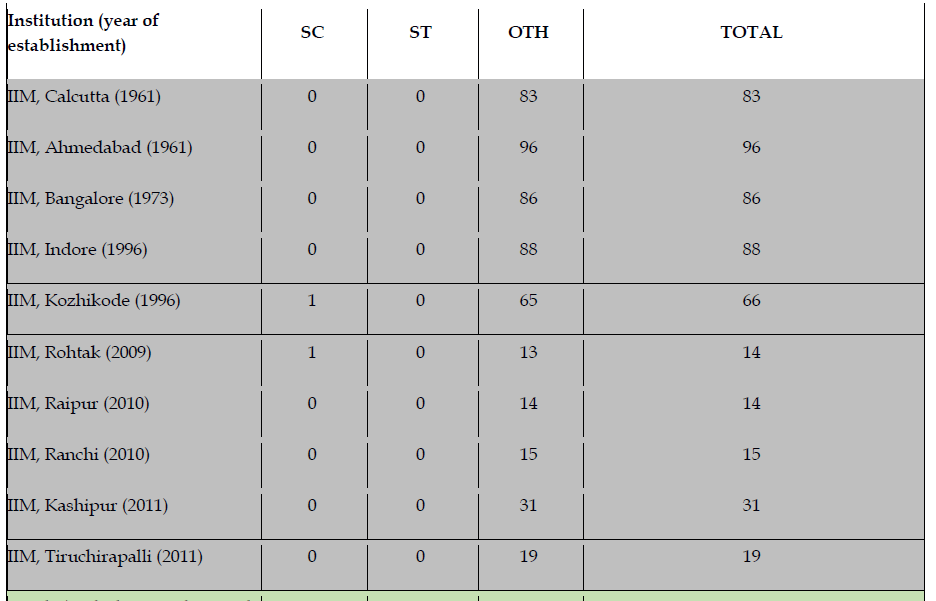 Institution (year of
establishment) SC ST OTH TOTAL
IIM, Calcutta (1961) 0 0 83 83
IIM, Ahmedabad (1961) 0 0 96 96
IIM, Bangalore (1973) 0 0 86 86
IIM, Indore (1996) 0 0 88 88
IIM, Kozhikode (1996) 1 0 65 66
IIM, Rohtak (2009) 1 0 13 14
IIM, Raipur (2010) 0 0 14 14
IIM, Ranchi (2010) 0 0 15 15
IIM, Kashipur (2011) 0 0 31 31
IIM, Tiruchirapalli (2011) 0 0 19 19